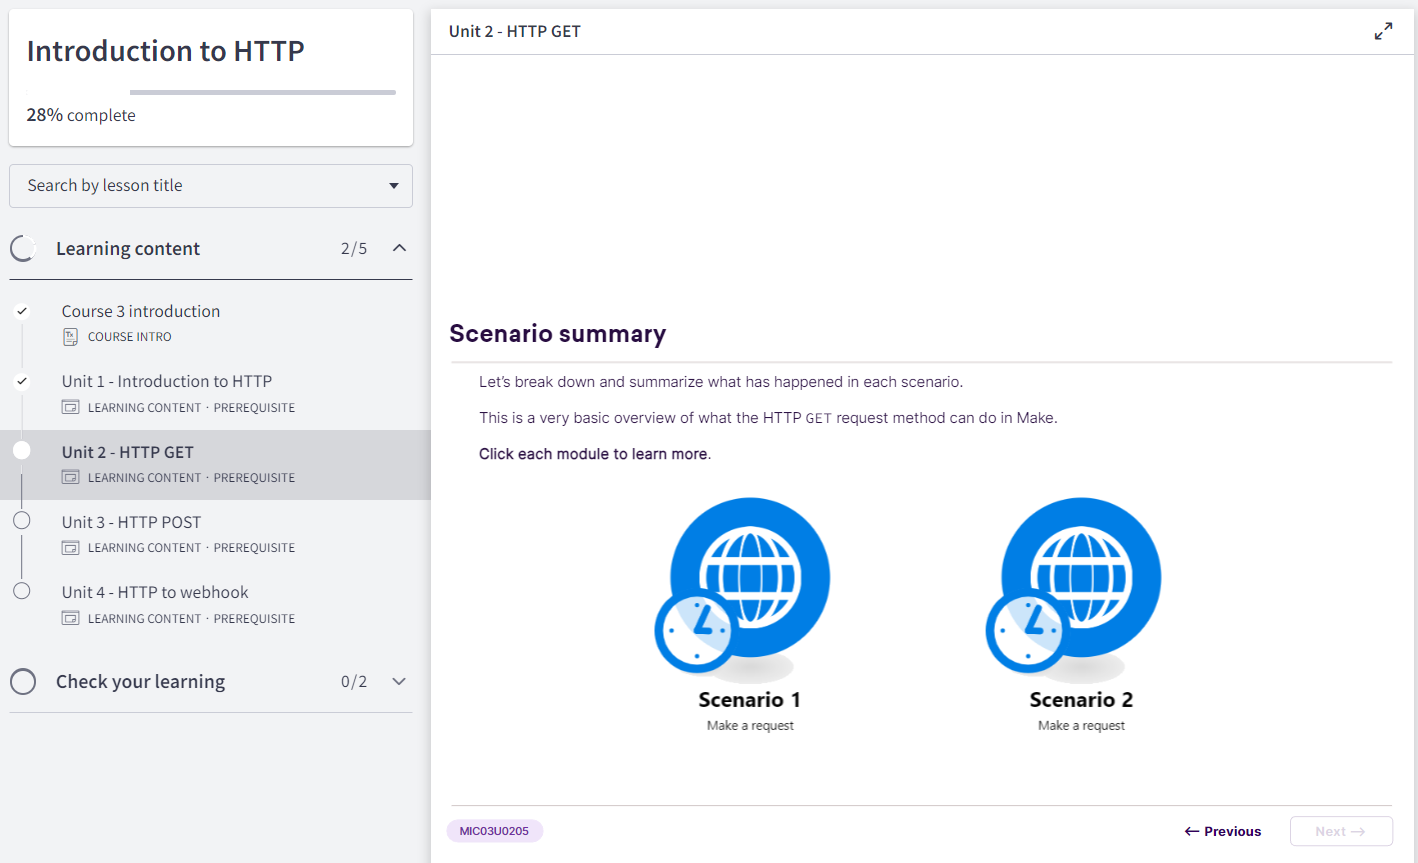 Introduction to HTTP
28% complete
Search by lesson title
Learning content 2/5
Course 3 introduction
COURSE INTRO
Unit 1 - Introduction to HTTP
LEARNING CONTENT · PREREQUISITE
Unit 2 - HTTP GET
LEARNING CONTENT · PREREQUISITE
Unit 3 - HTTP POST
LEARNING CONTENT · PREREQUISITE
Unit 4 - HTTP to webhook
LEARNING CONTENT · PREREQUISITE
Check your learning 0/2
Unit 2 - HTTP GET
Scenario summary
Let’s break down and summarize what has happened in each scenario.
This is a very basic overview of what the HTTP GET request method can do in Make.
Click each module to learn more.
Scenario 1
Make a request
Scenario 2
Make a request
MIC03U0205
← Previous
Next →